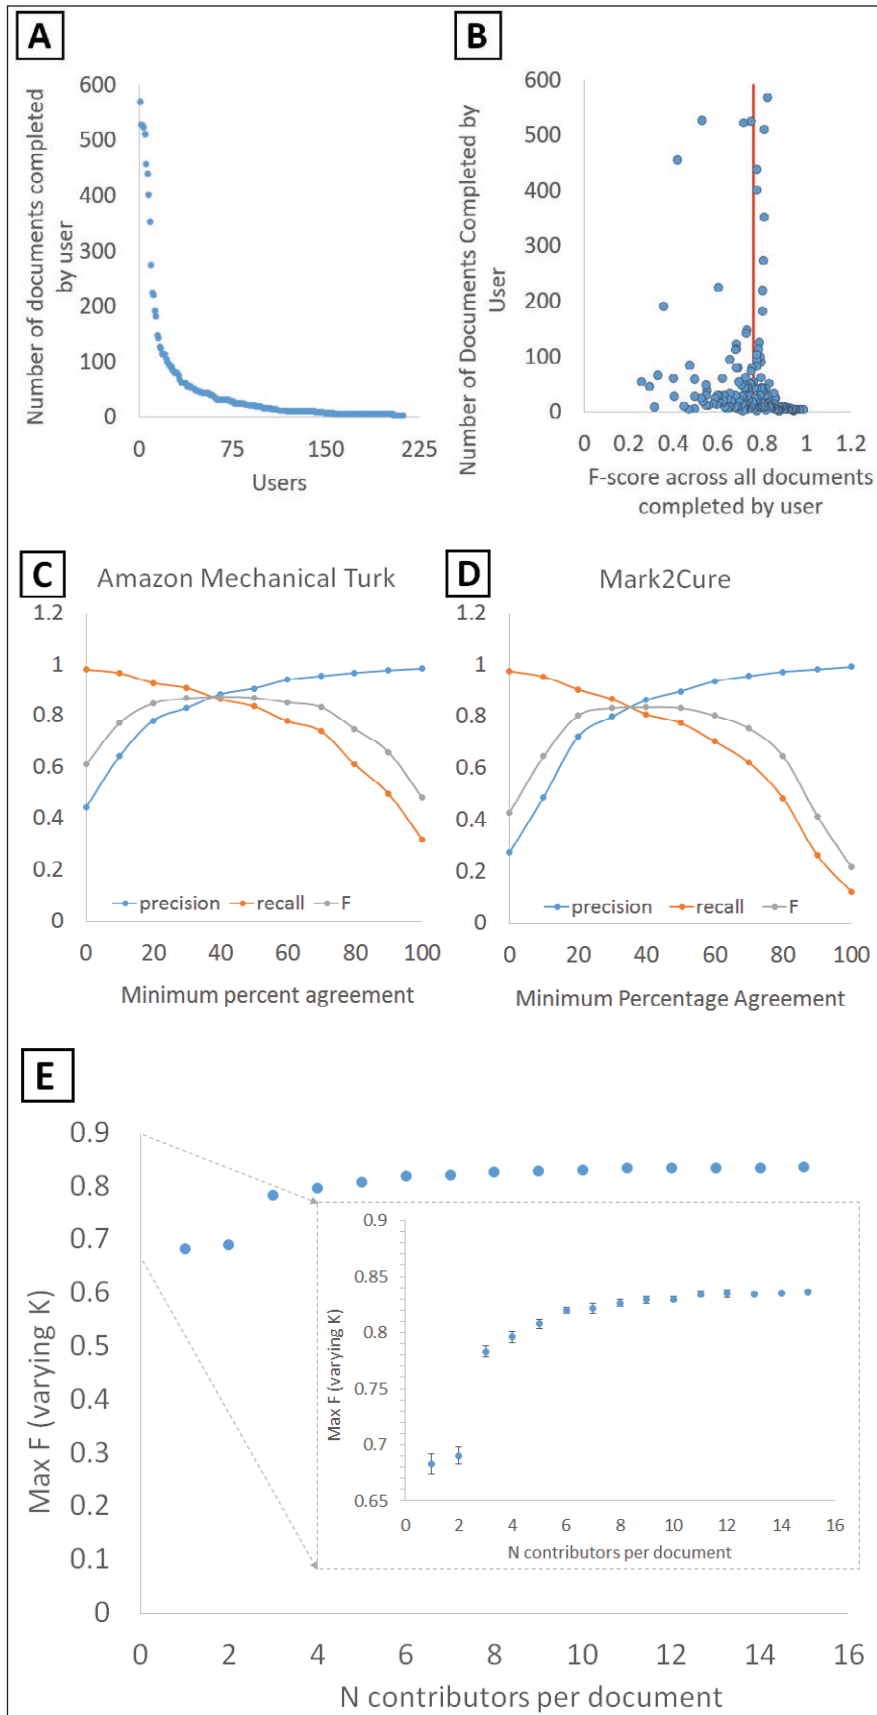 A
Number of documents completed
by user
600
500
400
300
200
100
0
0 75 150 225
Users
B
Number of Documents Completed by
User
600
500
400
300
200
100
0
0 0.2 0.4 0.6 0.8 1 1.2
F-score across all documents
completed by user
C
Amazon Mechanical Turk
1.2
1
0.8
0.6
0.4
0.2
0
precision recall F
0 20 40 60 80 100
Minimum percent agreement
D
Mark2Cure
1.2
1
0.8
0.6
0.4
0.2
0
precision recall F
0 20 40 60 80 100
Minimum Percentage Agreement
E
Max F (varying K)
0.9
0.8
0.7
0.6
0.5
0.4
0.3
0.2
0.1
0
0 2 4 6 8 10 12 14 16
N contributors per document
Max F (varying K)
0.9
0.85
0.8
0.75
0.7
0.65
0 2 4 6 8 10 12 14 16
N contributors per document